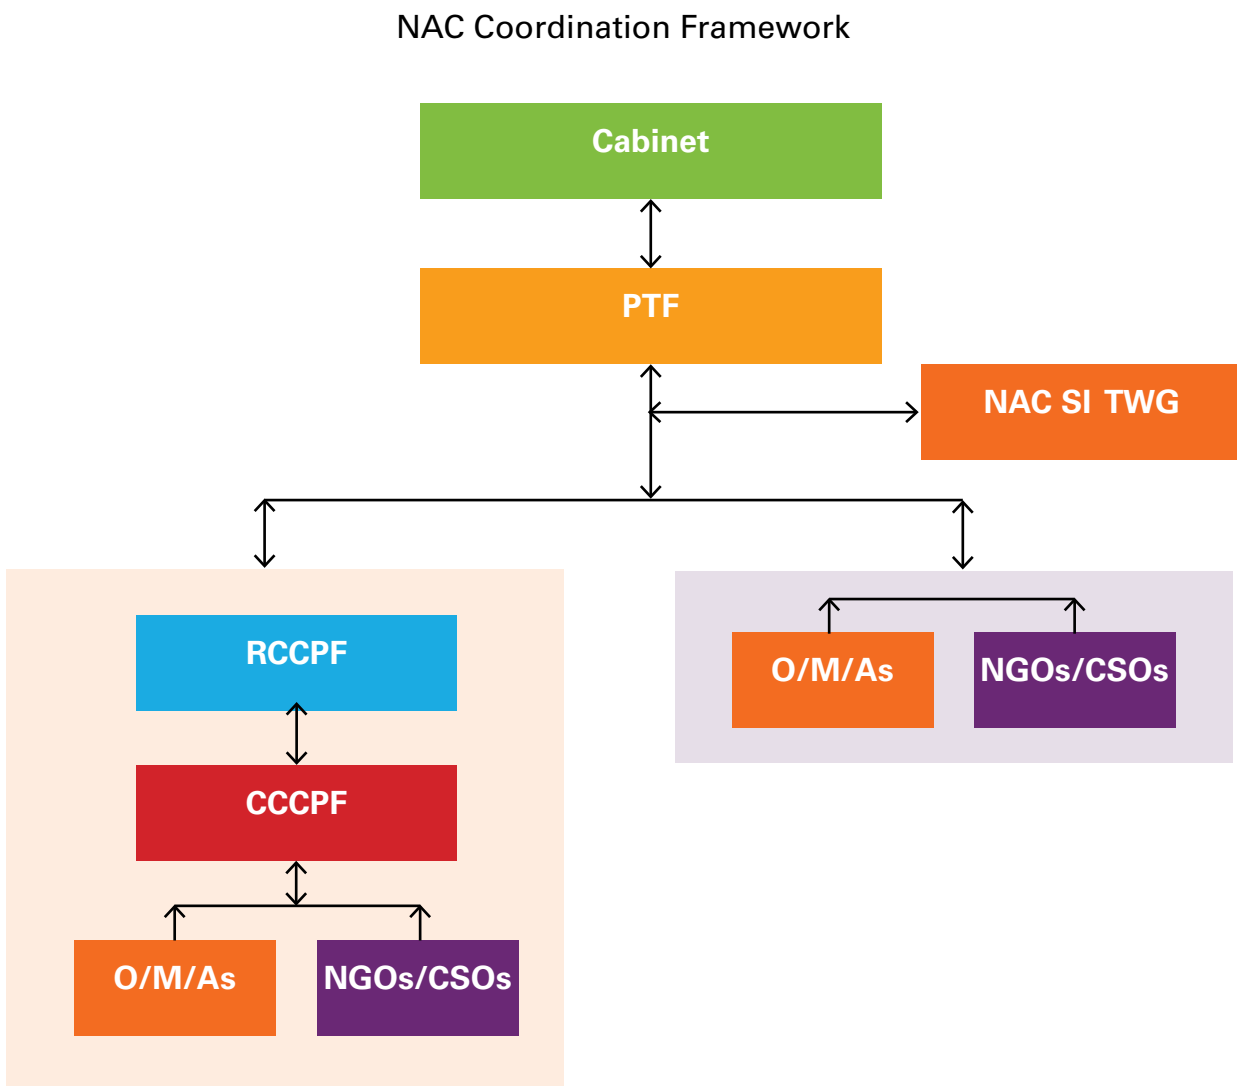 NAC Coordination Framework
Cabinet
PTF
NAC SI TWG
RCCPF
CCCPF
O/M/As
NGOs/CSOs
O/M/As
NGOs/CSOs